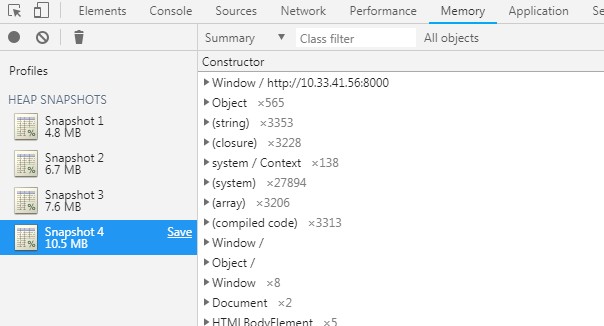 Elements Console Sources Network Performance Memory Security
Summary ▼ Class filter All objects
Profiles
Constructor
HEAP SNAPSHOTS
Snapshot 1
4.8 MB
Snapshot 2
6.7 MB
Snapshot 3
7.6 MB
Snapshot 4 Save
10.5 MB
Window / http://10.33.41.56:8000
Object ×565
(string) ×3353
(closure) ×3228
system / Context ×138
(system) ×27894
(array) ×3206
(compiled code) ×3313
Window /
Object /
Window ×8
Document ×2
HTMLBodyElement ×5